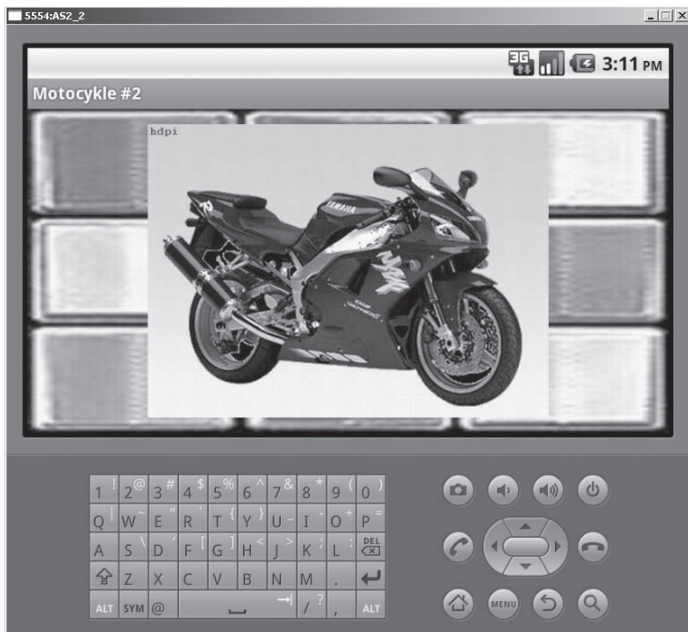 5554:AS2_2
3G 3:11 PM
Motocykle #2
hdpi
YAMAHA
1 ! 2 @ 3 # 4 $ 5 % 6 ^ 7 & 8 * 9 ( 0 )
Q | W ~ E " R ` T { Y } U _ I - O + P =
A S \ D ' F [ G ] H < J > K ; L : DEL
Z X C V B N M .
ALT SYM @ / ? , ALT
MENU